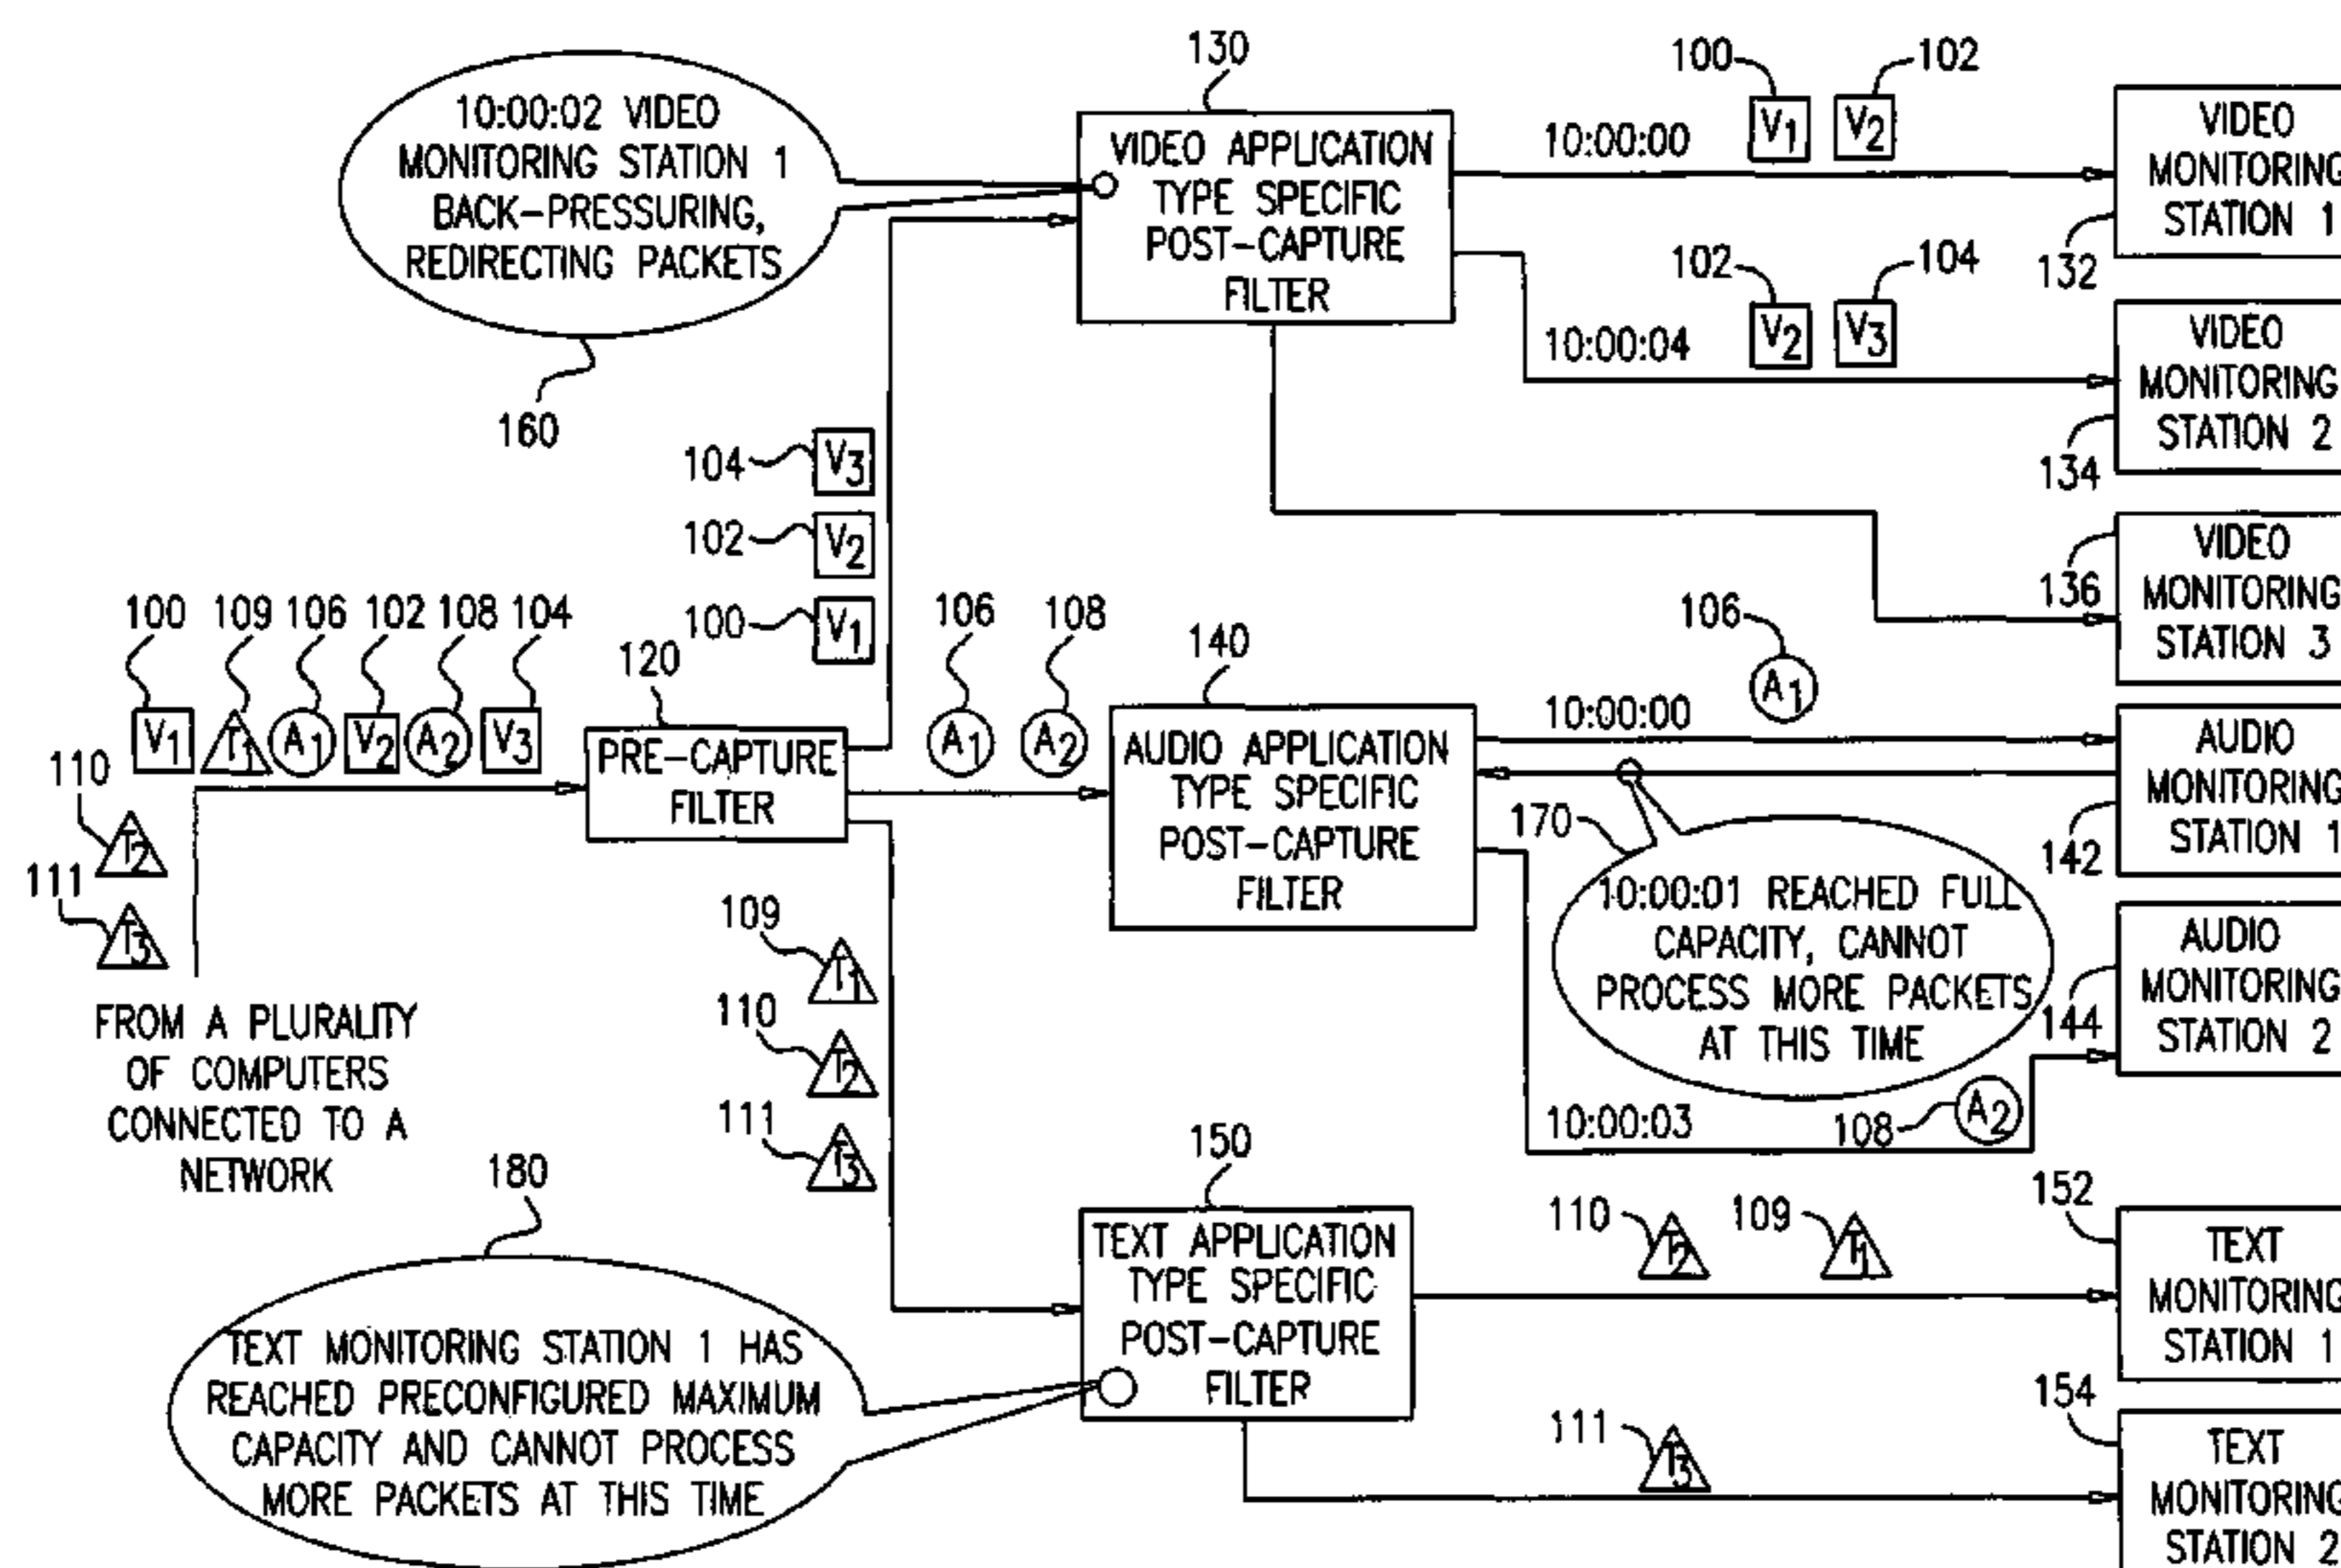 130
100
102
10:00:02 VIDEO
MONITORING STATION 1
BACK-PRESSURING,
REDIRECTING PACKETS
160
VIDEO APPLICATION
TYPE SPECIFIC
POST-CAPTURE
FILTER
10:00:00
V1
V2
VIDEO
MONITORING
STATION 1
132
102
104
10:00:04
V2
V3
VIDEO
MONITORING
STATION 2
134
104
V3
102
V2
100
V1
VIDEO
MONITORING
STATION 3
136
100
109
106
102
108
104
V1
T1
A1
V2
A2
V3
110
T2
111
T3
FROM A PLURALITY
OF COMPUTERS
CONNECTED TO A
NETWORK
120
PRE-CAPTURE
FILTER
106
108
A1
A2
140
AUDIO APPLICATION
TYPE SPECIFIC
POST-CAPTURE
FILTER
106
A1
10:00:00
AUDIO
MONITORING
STATION 1
142
170
10:00:01 REACHED FULL
CAPACITY, CANNOT
PROCESS MORE PACKETS
AT THIS TIME
AUDIO
MONITORING
STATION 2
144
10:00:03
108
A2
109
T1
110
T2
111
T3
180
TEXT MONITORING STATION 1 HAS
REACHED PRECONFIGURED MAXIMUM
CAPACITY AND CANNOT PROCESS
MORE PACKETS AT THIS TIME
150
TEXT APPLICATION
TYPE SPECIFIC
POST-CAPTURE
FILTER
110
T2
109
T1
152
TEXT
MONITORING
STATION 1
111
T3
154
TEXT
MONITORING
STATION 2